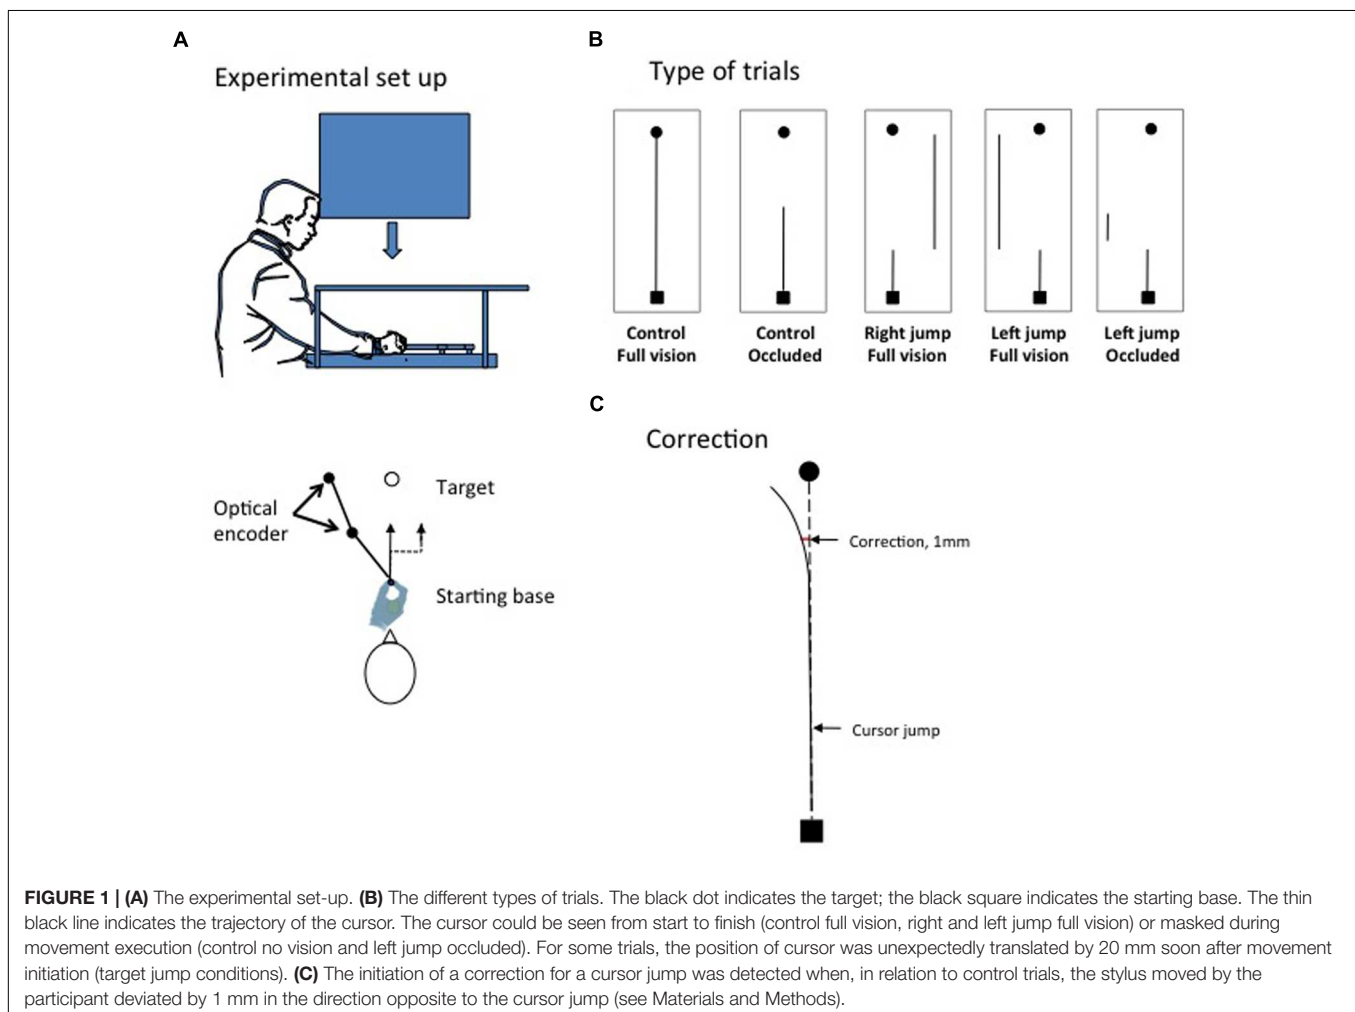 A
Experimental set up
Optical
encoder
Target
Starting base
B
Type of trials
Control
Full vision
Control
Occluded
Right jump
Full vision
Left jump
Full vision
Left jump
Occluded
C
Correction
Correction, 1mm
Cursor jump
FIGURE 1 | (A) The experimental set-up. (B) The different types of trials. The black dot indicates the target; the black square indicates the starting base. The thin
black line indicates the trajectory of the cursor. The cursor could be seen from start to finish (control full vision, right and left jump full vision) or masked during
movement execution (control no vision and left jump occluded). For some trials, the position of cursor was unexpectedly translated by 20 mm soon after movement
initiation (target jump conditions). (C) The initiation of a correction for a cursor jump was detected when, in relation to control trials, the stylus moved by the
participant deviated by 1 mm in the direction opposite to the cursor jump (see Materials and Methods).